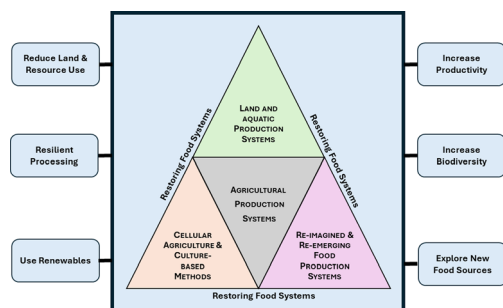 Reduce Land &
Resource Use
Resilient
Processing
Use Renewables
Restoring Food Systems
Restoring Food Systems
LAND AND
AQUATIC
PRODUCTION
SYSTEMS
AGRICULTURAL
PRODUCTION
SYSTEMS
CELLULAR
AGRICULTURE &
CULTURE-
BASED
METHODS
RE-IMAGINED &
RE-EMERGING
FOOD
PRODUCTION
SYSTEMS
Restoring Food Systems
Increase
Productivity
Increase
Biodiversity
Explore New
Food Sources